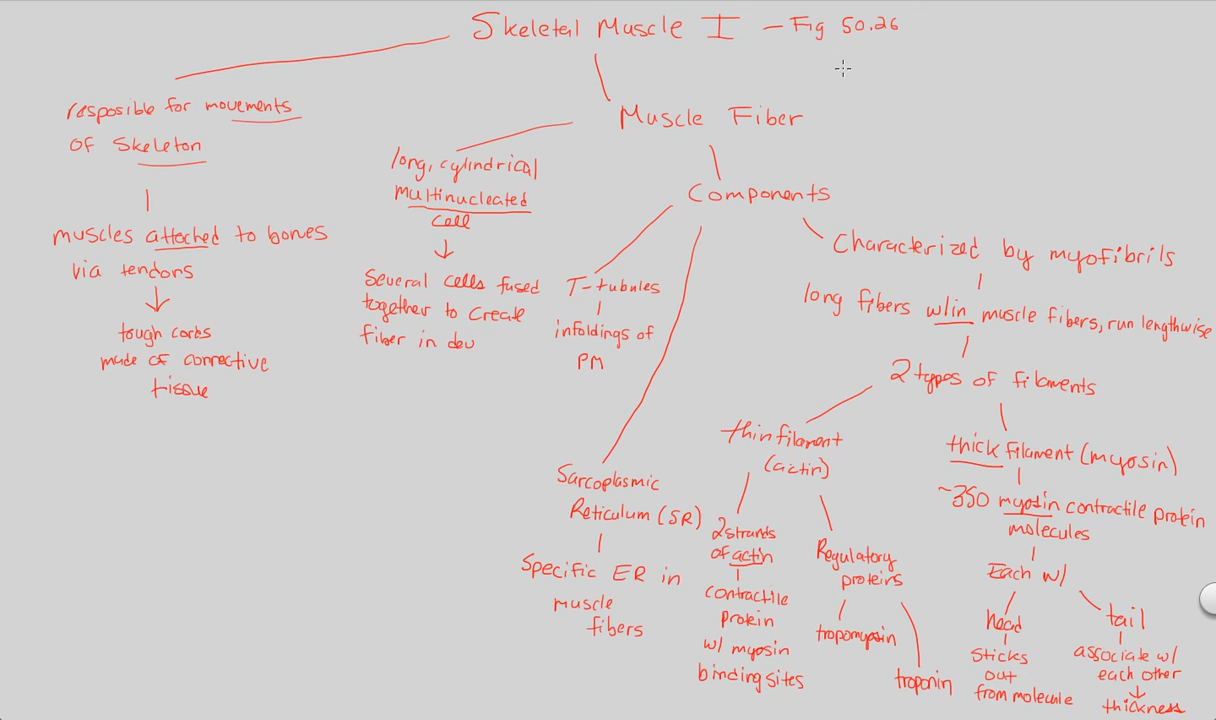 Skeletal Muscle I - Fig 50.26
resposible for movements
of skeleton
muscles attached to bones
via tendons
tough cords
made of connective
tissue
Muscle Fiber
long, cylindrical
multinucleated
cell
Several cells fused
together to create
fiber in dev
Components
T-tubules
infoldings of
PM
Sarcoplasmic
Reticulum (SR)
Specific ER in
muscle
fibers
Characterized by myofibrils
long fibers w/in muscle fibers, run lengthwise
2 types of filaments
thin filament
(actin)
2 strands
of actin
contractile
protein
w/ myosin
binding sites
Regulatory
proteins
tropomyosin
troponin
thick filament (myosin)
~350 myosin contractile protein
molecules
Each w/
head
sticks
out
from molecule
tail
associate w/
each other
thickness